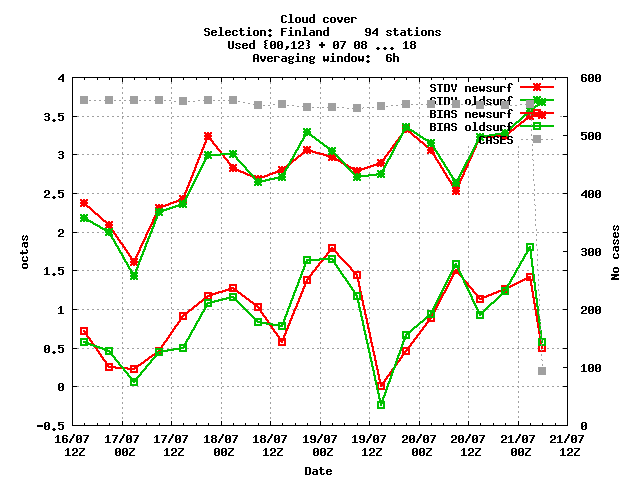 Cloud cover
Selection: Finland     94 stations
Used {00,12} + 07 08 ... 18
Averaging window:  6h
STDV newsurf
STDV oldsurf
BIAS newsurf
BIAS oldsurf
CASES
4
3.5
3
2.5
2
1.5
1
0.5
0
-0.5
octas
600
500
400
300
200
100
0
No cases
16/07 17/07 17/07 18/07 18/07 19/07 19/07 20/07 20/07 21/07 21/07
12Z 00Z 12Z 00Z 12Z 00Z 12Z 00Z 12Z 00Z 12Z
Date